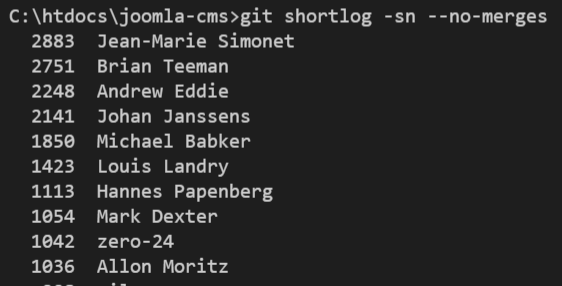 C:\htdocs\joomla-cms>git shortlog -sn --no-merges
2883 Jean-Marie Simonet
2751 Brian Teeman
2248 Andrew Eddie
2141 Johan Janssens
1850 Michael Babker
1423 Louis Landry
1113 Hannes Papenberg
1054 Mark Dexter
1042 zero-24
1036 Allon Moritz